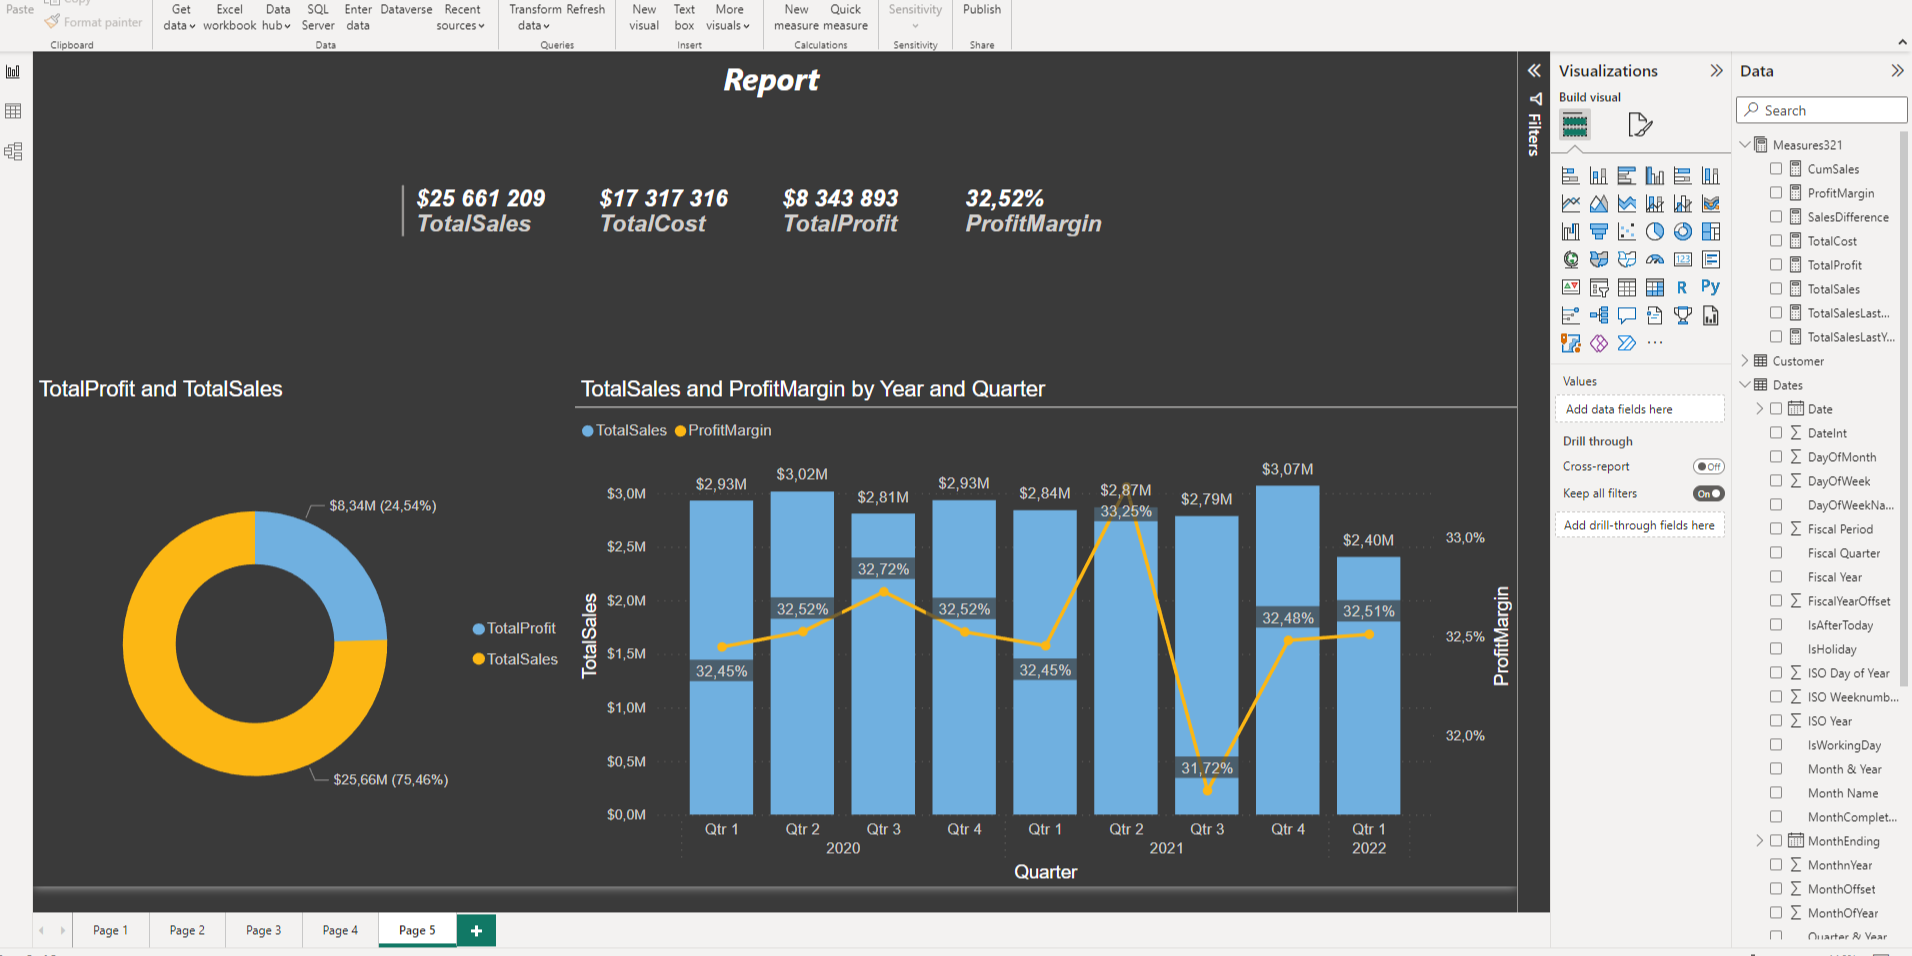 Paste
Copy
Format painter
Clipboard
Get data
Excel workbook
Data hub
SQL Server
Enter data
Dataverse
Recent sources
Data
Transform data
Refresh
Queries
New visual
Text box
More visuals
Insert
New measure
Quick measure
Calculations
Sensitivity
Sensitivity
Publish
Share
Report
$25 661 209
TotalSales
$17 317 316
TotalCost
$8 343 893
TotalProfit
32,52%
ProfitMargin
TotalProfit and TotalSales
$8,34M (24,54%)
$25,66M (75,46%)
TotalProfit
TotalSales
TotalSales and ProfitMargin by Year and Quarter
TotalSales
ProfitMargin
TotalSales
$3,0M
$2,5M
$2,0M
$1,5M
$1,0M
$0,5M
$0,0M
$2,93M
$3,02M
$2,81M
$2,93M
$2,84M
$2,87M
$2,79M
$3,07M
$2,40M
32,45%
32,52%
32,72%
32,52%
32,45%
33,25%
31,72%
32,48%
32,51%
33,0%
32,5%
32,0%
ProfitMargin
Qtr 1
Qtr 2
Qtr 3
Qtr 4
Qtr 1
Qtr 2
Qtr 3
Qtr 4
Qtr 1
2020
2021
2022
Quarter
Page 1
Page 2
Page 3
Page 4
Page 5
Filters
Visualizations
Build visual
123
R
Py
...
Values
Add data fields here
Drill through
Cross-report
Off
Keep all filters
On
Add drill-through fields here
Data
Search
Measures321
CumSales
ProfitMargin
SalesDifference
TotalCost
TotalProfit
TotalSales
TotalSalesLast...
TotalSalesLastY...
Customer
Dates
Date
DateInt
DayOfMonth
DayOfWeek
DayOfWeekNa...
Fiscal Period
Fiscal Quarter
Fiscal Year
FiscalYearOffset
IsAfterToday
IsHoliday
ISO Day of Year
ISO Weeknumb...
ISO Year
IsWorkingDay
Month & Year
Month Name
MonthComplet...
MonthEnding
MonthnYear
MonthOffset
MonthOfYear
Quarter & Year